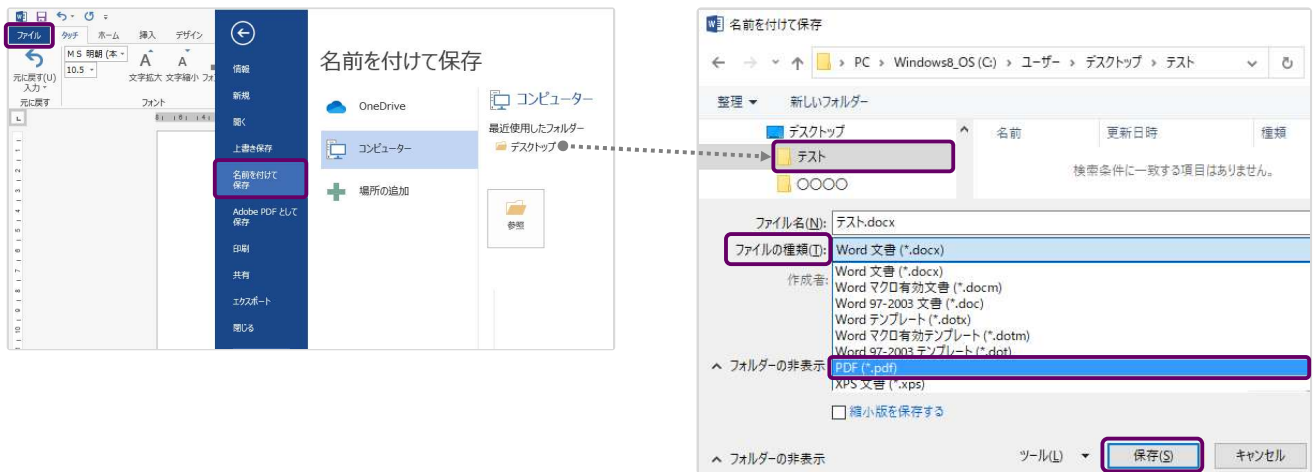 ファイル タッチ ホーム 挿入 デザイン
MS 明朝 (本
10.5
元に戻す(U)
入力
文字拡大 文字縮小 フォ
元に戻す フォント
情報
新規
開く
上書き保存
名前を付けて
保存
Adobe PDF として
保存
印刷
共有
エクスポート
閉じる
名前を付けて保存
OneDrive
コンピューター
場所の追加
コンピューター
最近使用したフォルダー
デスクトップ
参照
名前を付けて保存
PC › Windows8_OS (C:) › ユーザー › デスクトップ › テスト
整理 新しいフォルダー
デスクトップ
テスト
〇〇〇〇
名前 更新日時 種類
検索条件に一致する項目はありません。
ファイル名(N): テスト.docx
ファイルの種類(T): Word 文書 (*.docx)
作成者:
Word 文書 (*.docx)
Word マクロ有効文書 (*.docm)
Word 97-2003 文書 (*.doc)
Word テンプレート (*.dotx)
Word マクロ有効テンプレート (*.dotm)
Word 97-2003 テンプレート (*.dot)
フォルダーの非表示
PDF (*.pdf)
XPS 文書 (*.xps)
縮小版を保存する
フォルダーの非表示 ツール(L) 保存(S) キャンセル